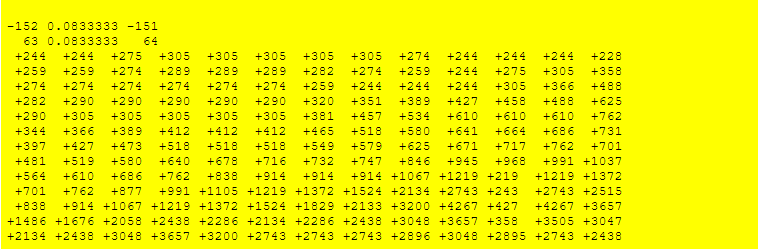 -152 0.0833333 -151
63 0.0833333 64
+244 +244 +275 +305 +305 +305 +305 +305 +274 +244 +244 +244 +228
+259 +259 +274 +289 +289 +289 +282 +274 +259 +244 +275 +305 +358
+274 +274 +274 +274 +274 +274 +259 +244 +244 +244 +305 +366 +488
+282 +290 +290 +290 +290 +320 +351 +389 +427 +458 +488 +625
+290 +305 +305 +305 +305 +305 +381 +457 +534 +610 +610 +610 +762
+344 +366 +389 +412 +412 +412 +465 +518 +580 +641 +664 +686 +731
+397 +427 +473 +518 +518 +518 +549 +579 +625 +671 +717 +762 +701
+481 +519 +580 +640 +678 +716 +732 +747 +846 +945 +968 +991 +1037
+564 +610 +686 +762 +838 +914 +914 +914 +1067 +1219 +219 +1219 +1372
+701 +762 +877 +991 +1105 +1219 +1372 +1524 +2134 +2743 +243 +2743 +2515
+838 +914 +1067 +1219 +1372 +1524 +1829 +2133 +3200 +4267 +427 +4267 +3657
+1486 +1676 +2058 +2438 +2286 +2134 +2286 +2438 +3048 +3657 +358 +3505 +3047
+2134 +2438 +3048 +3657 +3200 +2743 +2743 +2743 +2896 +3048 +2895 +2743 +2438